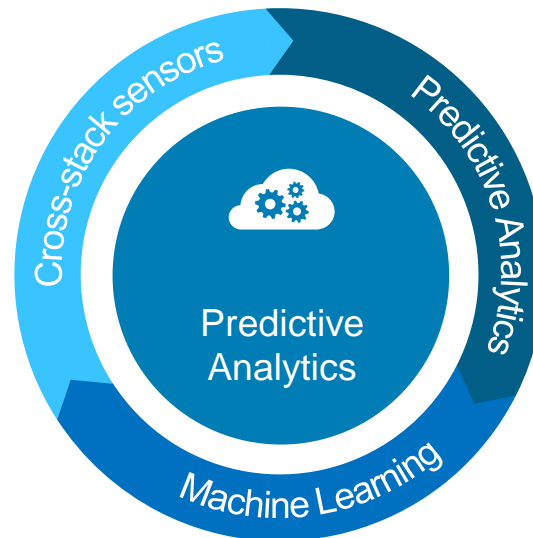 Cross-stack sensors
Predictive Analytics
Predictive
Analytics
Machine Learning